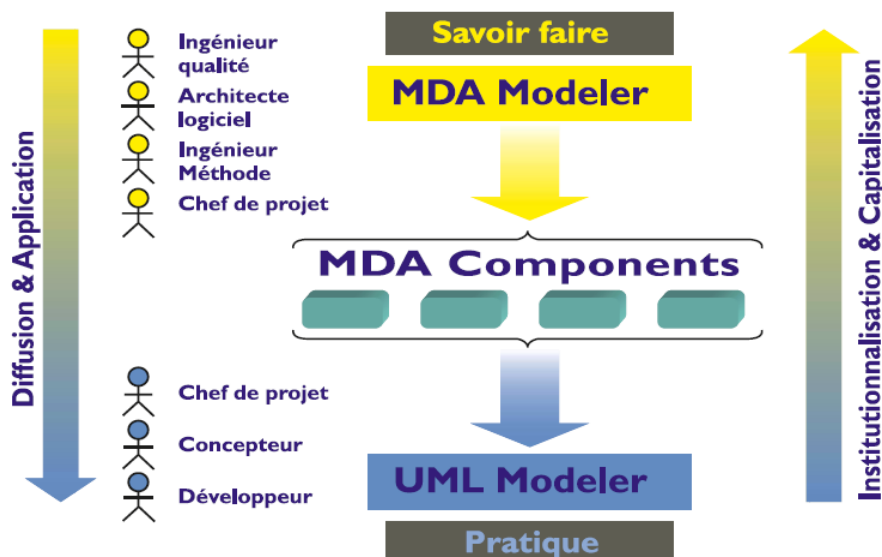 Savoir faire
MDA Modeler
Ingénieur
qualité
Architecte
logiciel
Ingénieur
Méthode
Chef de projet
Diffusion & Application
Institutionnalisation & Capitalisation
MDA Components
Chef de projet
Concepteur
Développeur
UML Modeler
Pratique